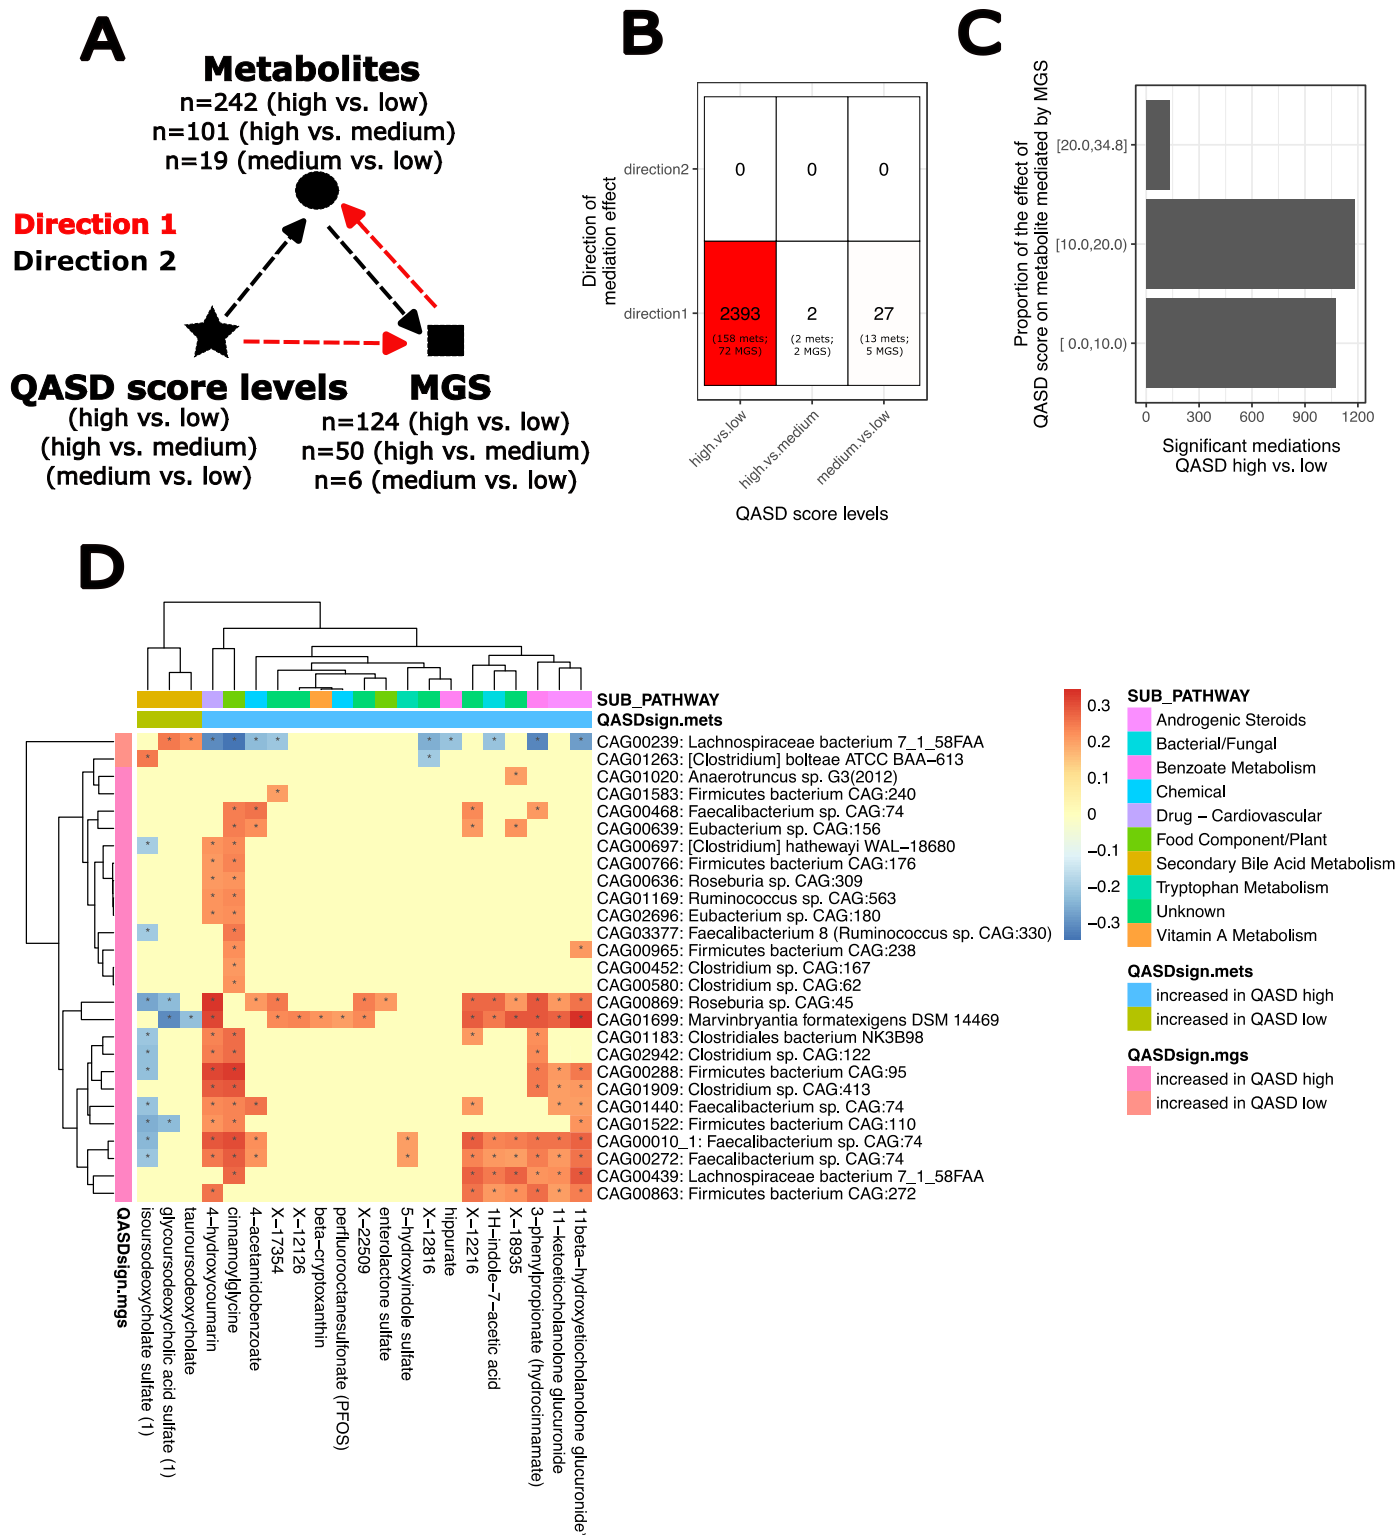 A
Metabolites
n=242 (high vs. low)
n=101 (high vs. medium)
n=19 (medium vs. low)
Direction 1
Direction 2
QASD score levels
(high vs. low)
(high vs. medium)
(medium vs. low)
MGS
n=124 (high vs. low)
n=50 (high vs. medium)
n=6 (medium vs. low)
B
Direction of
mediation effect
direction2
0
0
0
direction1
2393
(158 mets;
72 MGS)
2
(2 mets;
2 MGS)
27
(13 mets;
5 MGS)
high.vs.low
high.vs.medium
medium.vs.low
QASD score levels
C
Proportion of the effect of
QASD score on metabolite mediated by MGS
[20.0,34.8]
[10.0,20.0)
[ 0.0,10.0)
0
300
600
900
1200
Significant mediations
QASD high vs. low
D
SUB_PATHWAY
QASDsign.mets
CAG00239: Lachnospiraceae bacterium 7_1_58FAA
CAG01263: [Clostridium] bolteae ATCC BAA−613
CAG01020: Anaerotruncus sp. G3(2012)
CAG01583: Firmicutes bacterium CAG:240
CAG00468: Faecalibacterium sp. CAG:74
CAG00639: Eubacterium sp. CAG:156
CAG00697: [Clostridium] hathewayi WAL−18680
CAG00766: Firmicutes bacterium CAG:176
CAG00636: Roseburia sp. CAG:309
CAG01169: Ruminococcus sp. CAG:563
CAG02696: Eubacterium sp. CAG:180
CAG03377: Faecalibacterium 8 (Ruminococcus sp. CAG:330)
CAG00965: Firmicutes bacterium CAG:238
CAG00452: Clostridium sp. CAG:167
CAG00580: Clostridium sp. CAG:62
CAG00869: Roseburia sp. CAG:45
CAG01699: Marvinbryantia formatexigens DSM 14469
CAG01183: Clostridiales bacterium NK3B98
CAG02942: Clostridium sp. CAG:122
CAG00288: Firmicutes bacterium CAG:95
CAG01909: Clostridium sp. CAG:413
CAG01440: Faecalibacterium sp. CAG:74
CAG01522: Firmicutes bacterium CAG:110
CAG00010_1: Faecalibacterium sp. CAG:74
CAG00272: Faecalibacterium sp. CAG:74
CAG00439: Lachnospiraceae bacterium 7_1_58FAA
CAG00863: Firmicutes bacterium CAG:272
QASDsign.mgs
isoursodeoxycholate sulfate (1)
glycoursodeoxycholic acid sulfate (1)
tauroursodeoxycholate
4−hydroxycoumarin
cinnamoylglycine
4−acetamidobenzoate
X−17354
X−12126
beta−cryptoxanthin
perfluorooctanesulfonate (PFOS)
X−22509
enterolactone sulfate
5−hydroxyindole sulfate
X−12816
hippurate
X−12216
1H−indole−7−acetic acid
X−18935
3−phenylpropionate (hydrocinnamate)
11−ketoetiocholanolone glucuronide
11beta−hydroxyetiocholanolone glucuronide*
0.3
0.2
0.1
0
−0.1
−0.2
−0.3
SUB_PATHWAY
Androgenic Steroids
Bacterial/Fungal
Benzoate Metabolism
Chemical
Drug − Cardiovascular
Food Component/Plant
Secondary Bile Acid Metabolism
Tryptophan Metabolism
Unknown
Vitamin A Metabolism
QASDsign.mets
increased in QASD high
increased in QASD low
QASDsign.mgs
increased in QASD high
increased in QASD low